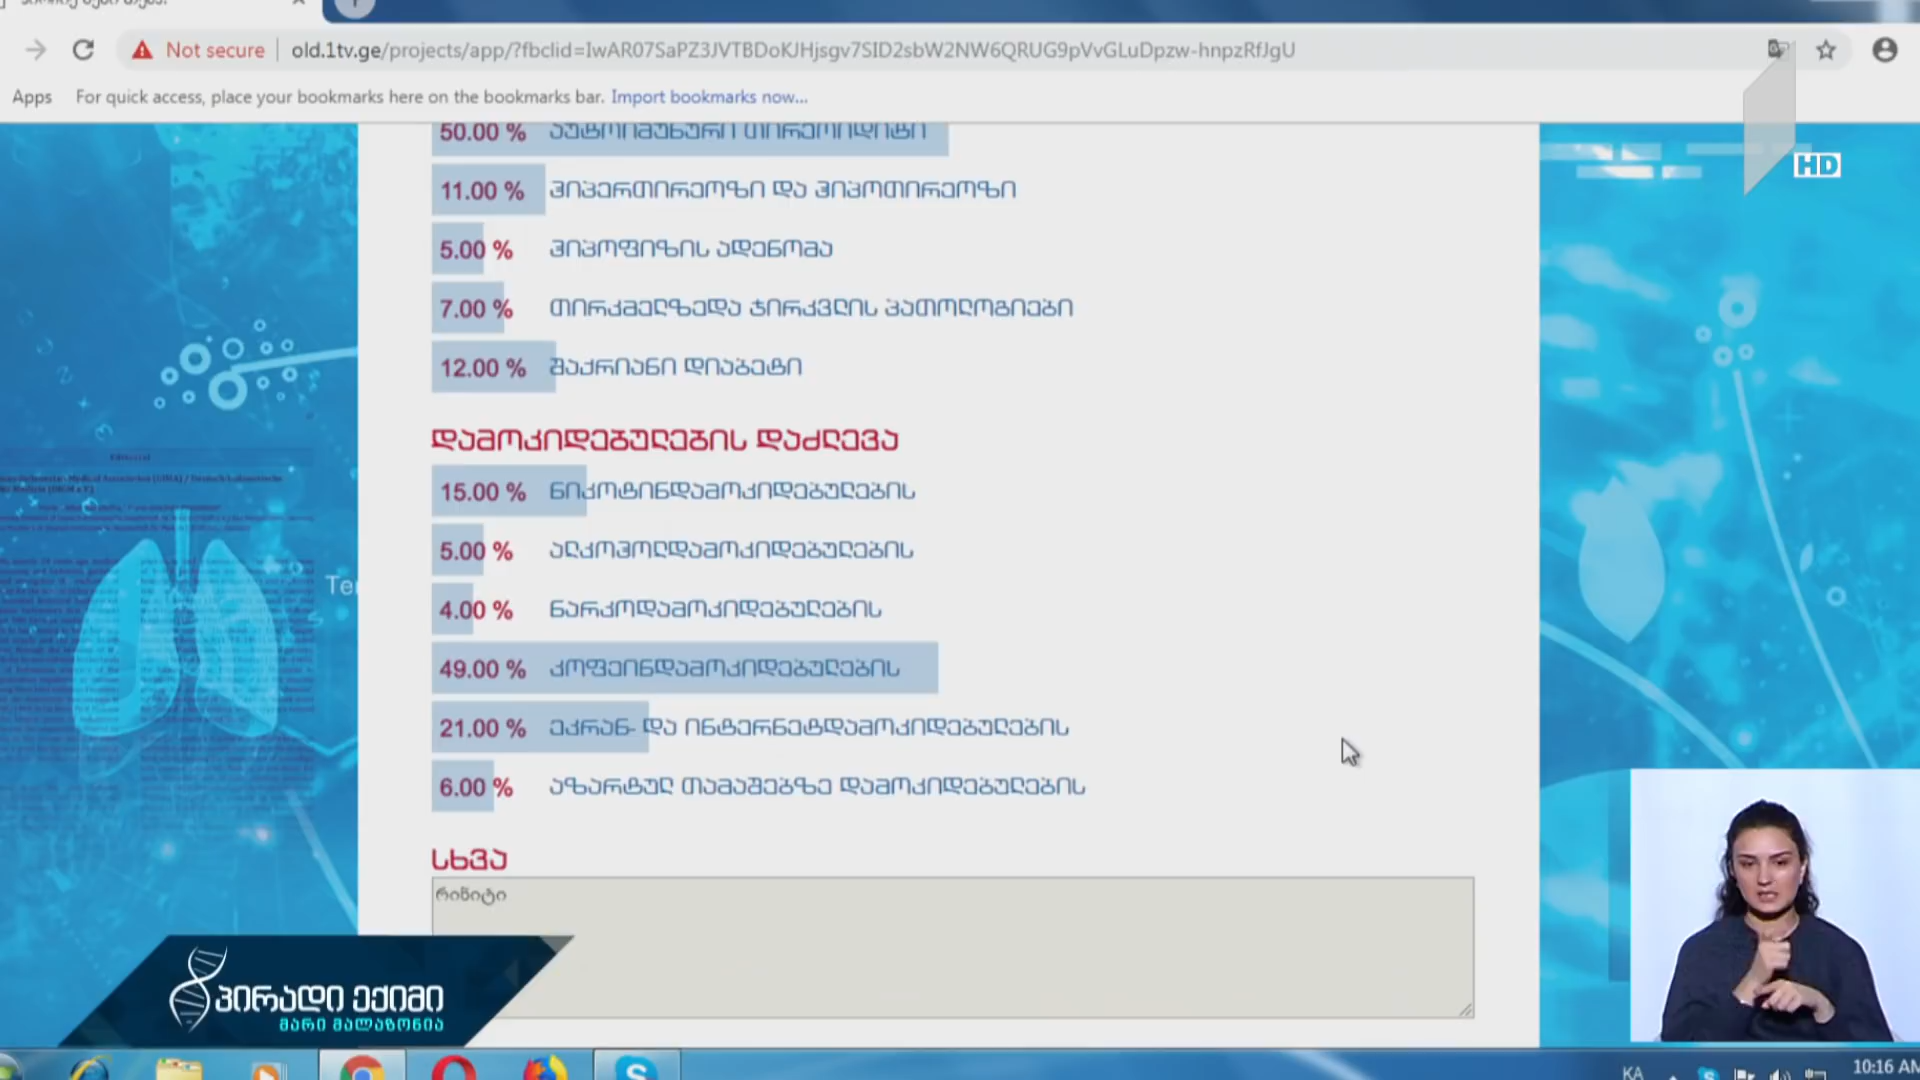 Not secure
old.1tv.ge/projects/app/?fbclid=IwAR07SaPZ3JVTBDoKJHjsgv7SID2sbW2NW6QRUG9pVvGLuDpzw-hnpzRfJgU
Apps For quick access, place your bookmarks here on the bookmarks bar. Import bookmarks now...
HD
50.00 % აუტოიმუნური თირეოიდიტი
11.00 % ჰიპერთირეოზი და ჰიპოთირეოზი
5.00 % ჰიპოფიზის ადენომა
7.00 % თირკმელზედა ჯირკვლის პათოლოგიები
12.00 % შაქრიანი დიაბეტი
დამოკიდებულების დაძლევა
15.00 % ნიკოტინდამოკიდებულების
5.00 % ალკოჰოლდამოკიდებულების
4.00 % ნარკოდამოკიდებულების
49.00 % კოფეინდამოკიდებულების
21.00 % ეკრან- და ინტერნეტდამოკიდებულების
6.00 % აზარტულ თამაშებზე დამოკიდებულების
სხვა
რინიტი
პირადი ექიმი
მარი მალაზონია
KA
10:16 AM